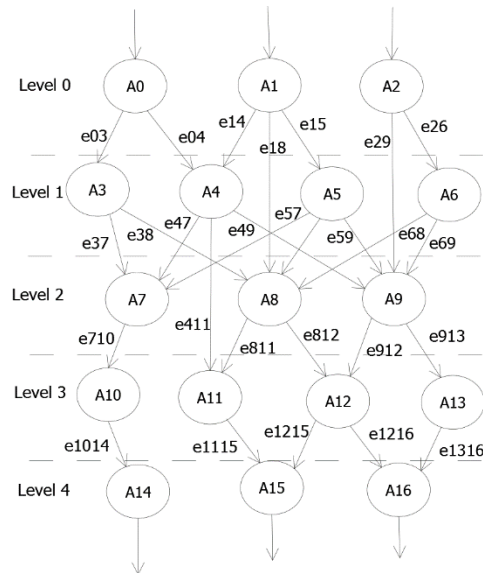 Level 0
A0
A1
A2
e03
e04
e14
e15
e18
e29
e26
Level 1
A3
A4
A5
A6
e37
e38
e47
e49
e57
e59
e68
e69
Level 2
A7
A8
A9
e710
e411
e811
e812
e912
e913
Level 3
A10
A11
A12
A13
e1014
e1115
e1215
e1216
e1316
Level 4
A14
A15
A16